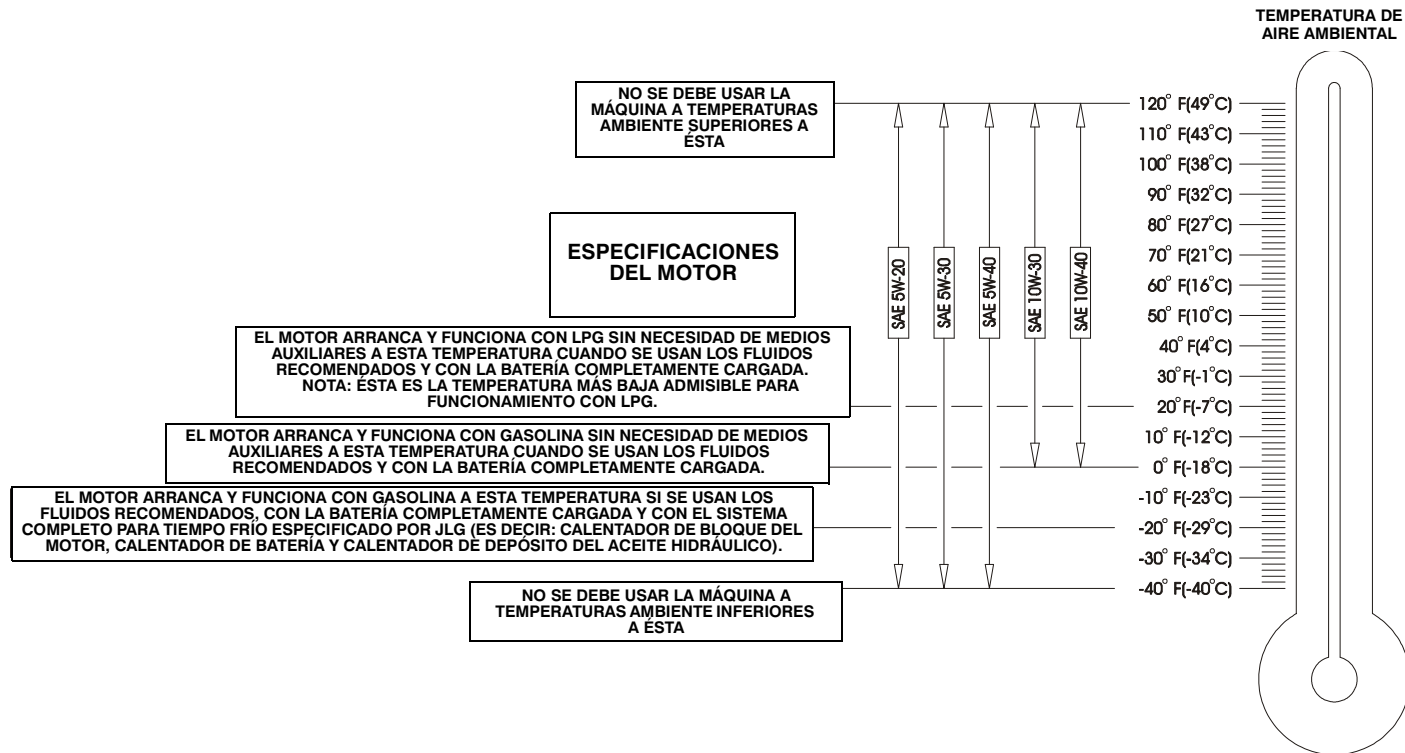 TEMPERATURA DE
AIRE AMBIENTAL
NO SE DEBE USAR LA
MÁQUINA A TEMPERATURAS
AMBIENTE SUPERIORES A
ÉSTA
ESPECIFICACIONES
DEL MOTOR
EL MOTOR ARRANCA Y FUNCIONA CON LPG SIN NECESIDAD DE MEDIOS
AUXILIARES A ESTA TEMPERATURA CUANDO SE USAN LOS FLUIDOS
RECOMENDADOS Y CON LA BATERÍA COMPLETAMENTE CARGADA.
NOTA: ÉSTA ES LA TEMPERATURA MÁS BAJA ADMISIBLE PARA
FUNCIONAMIENTO CON LPG.
EL MOTOR ARRANCA Y FUNCIONA CON GASOLINA SIN NECESIDAD DE MEDIOS
AUXILIARES A ESTA TEMPERATURA CUANDO SE USAN LOS FLUIDOS
RECOMENDADOS Y CON LA BATERÍA COMPLETAMENTE CARGADA.
EL MOTOR ARRANCA Y FUNCIONA CON GASOLINA A ESTA TEMPERATURA SI SE USAN LOS
FLUIDOS RECOMENDADOS, CON LA BATERÍA COMPLETAMENTE CARGADA Y CON EL SISTEMA
COMPLETO PARA TIEMPO FRÍO ESPECIFICADO POR JLG (ES DECIR: CALENTADOR DE BLOQUE DEL
MOTOR, CALENTADOR DE BATERÍA Y CALENTADOR DE DEPÓSITO DEL ACEITE HIDRÁULICO).
NO SE DEBE USAR LA MÁQUINA A
TEMPERATURAS AMBIENTE INFERIORES
A ÉSTA
SAE 5W-20
SAE 5W-30
SAE 5W-40
SAE 10W-30
SAE 10W-40
120° F(49°C)
110° F(43°C)
100° F(38°C)
90° F(32°C)
80° F(27°C)
70° F(21°C)
60° F(16°C)
50° F(10°C)
40° F(4°C)
30° F(-1°C)
20° F(-7°C)
10° F(-12°C)
0° F(-18°C)
-10° F(-23°C)
-20° F(-29°C)
-30° F(-34°C)
-40° F(-40°C)